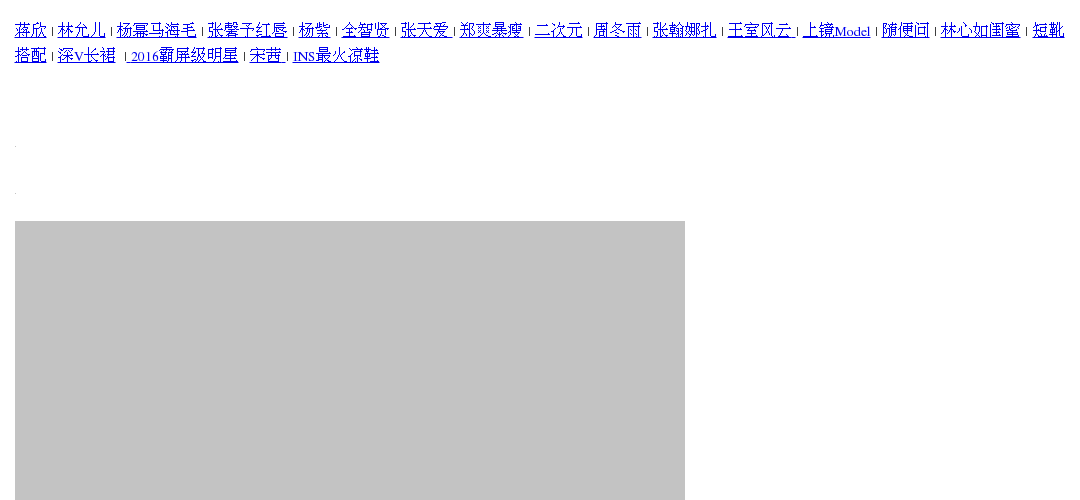 蒋欣 | 林允儿 | 杨幂马海毛 | 张馨予红唇 | 杨紫 | 全智贤 | 张天爱 | 郑爽暴瘦 | 二次元 | 周冬雨 | 张翰娜扎 | 王室风云 | 上镜Model | 随便问 | 林心如闺蜜 | 短靴
搭配 | 深V长裙 | 2016霸屏级明星 | 宋茜 | INS最火凉鞋